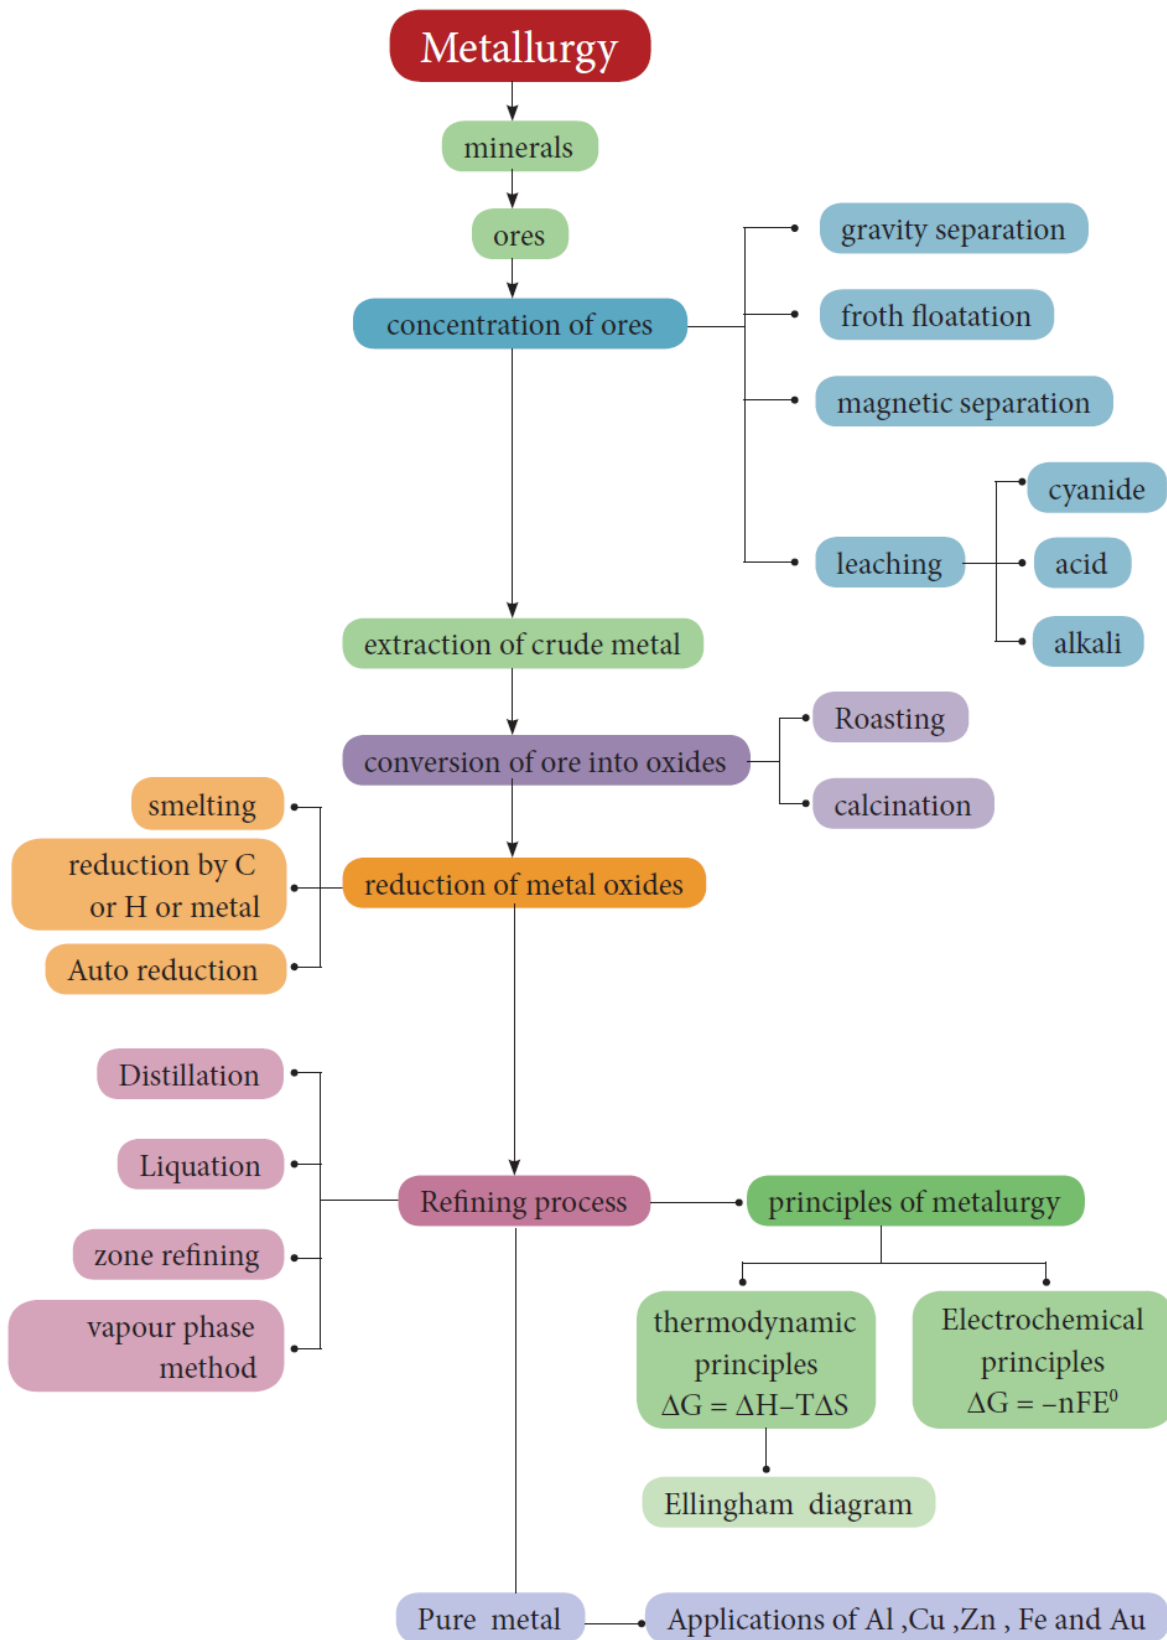 Metallurgy
minerals
ores
concentration of ores
gravity separation
froth floatation
magnetic separation
leaching
cyanide
acid
alkali
extraction of crude metal
conversion of ore into oxides
Roasting
calcination
reduction of metal oxides
smelting
reduction by C
or H or metal
Auto reduction
Refining process
Distillation
Liquation
zone refining
vapour phase
method
principles of metalurgy
thermodynamic
principles
ΔG = ΔH–TΔS
Electrochemical
principles
ΔG = –nFE⁰
Ellingham diagram
Pure metal
Applications of Al ,Cu ,Zn , Fe and Au